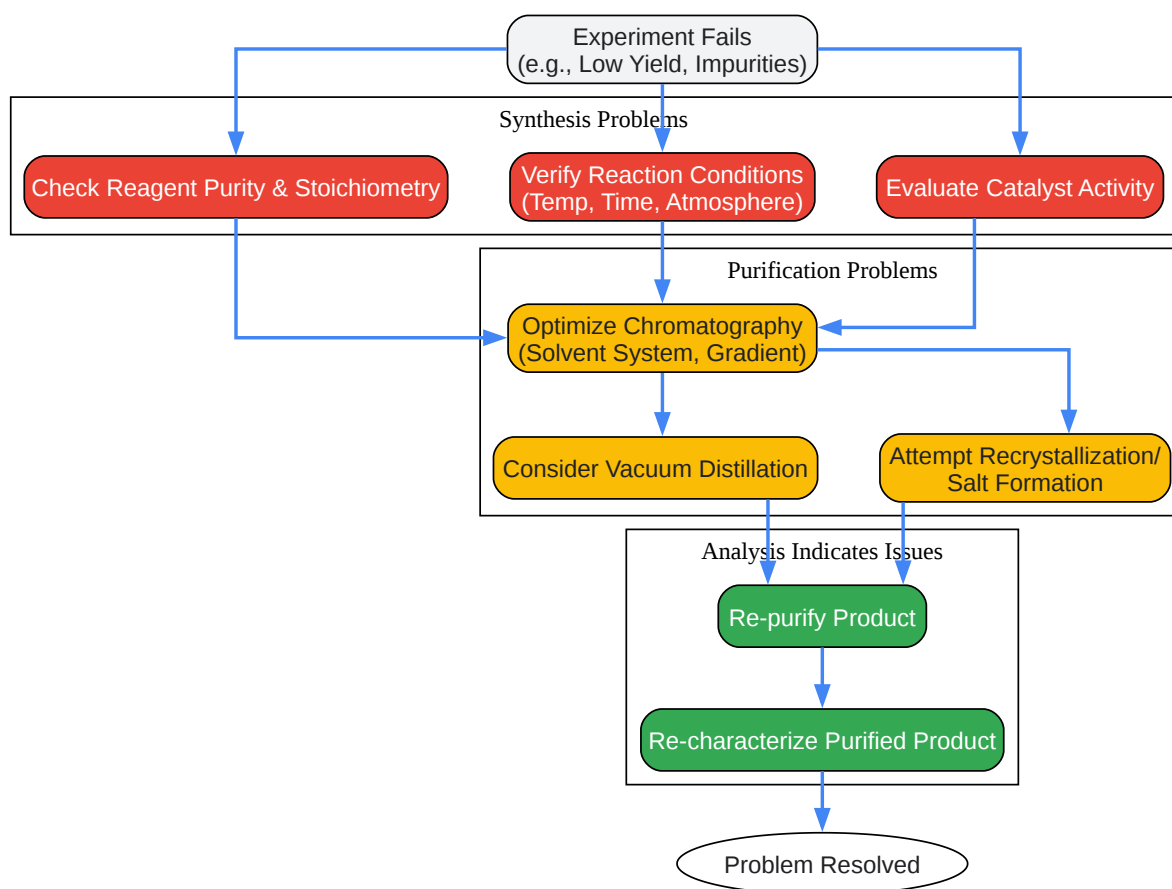 Experiment Fails
(e.g., Low Yield, Impurities)
Synthesis Problems
Check Reagent Purity & Stoichiometry
Verify Reaction Conditions
(Temp, Time, Atmosphere)
Evaluate Catalyst Activity
Purification Problems
Optimize Chromatography
(Solvent System, Gradient)
Consider Vacuum Distillation
Attempt Recrystallization/
Salt Formation
Analysis Indicates Issues
Re-purify Product
Re-characterize Purified Product
Problem Resolved